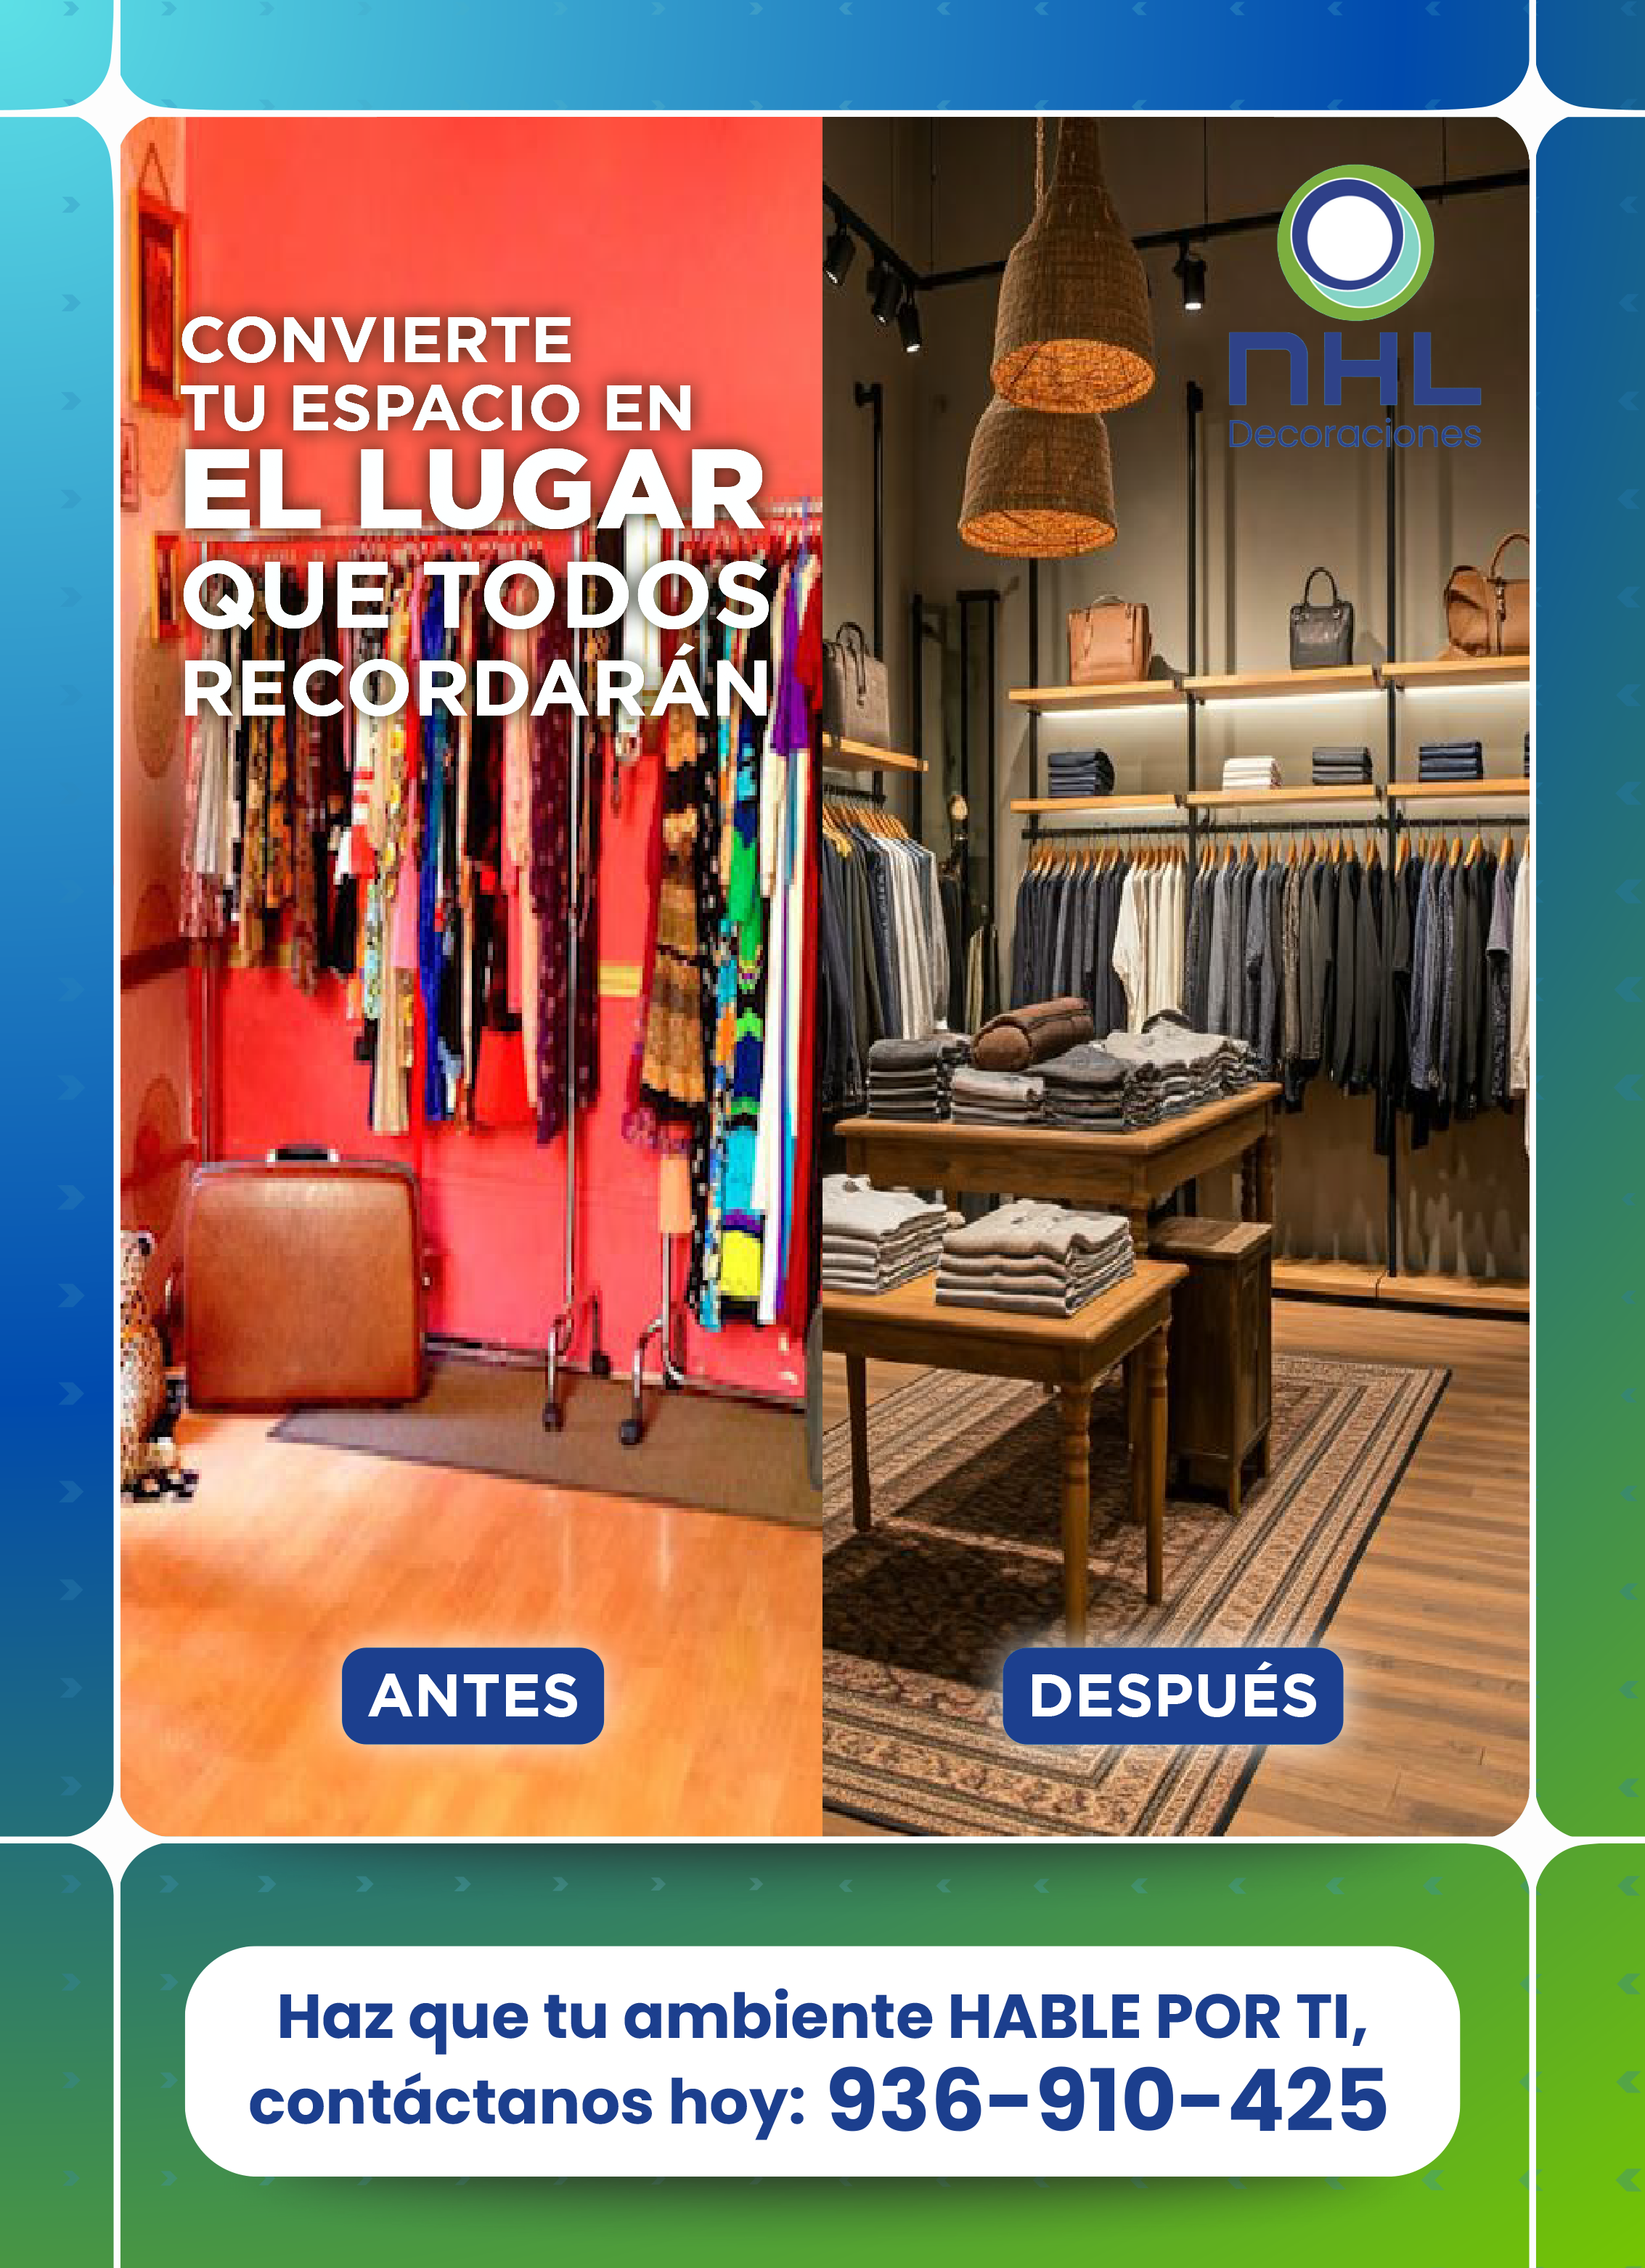 CONVIERTE
TU ESPACIO EN
EL LUGAR
QUE TODOS
RECORDARÁN
NHL
Decoraciones
ANTES
DESPUÉS
Haz que tu ambiente HABLE POR TI,
contáctanos hoy: 936-910-425